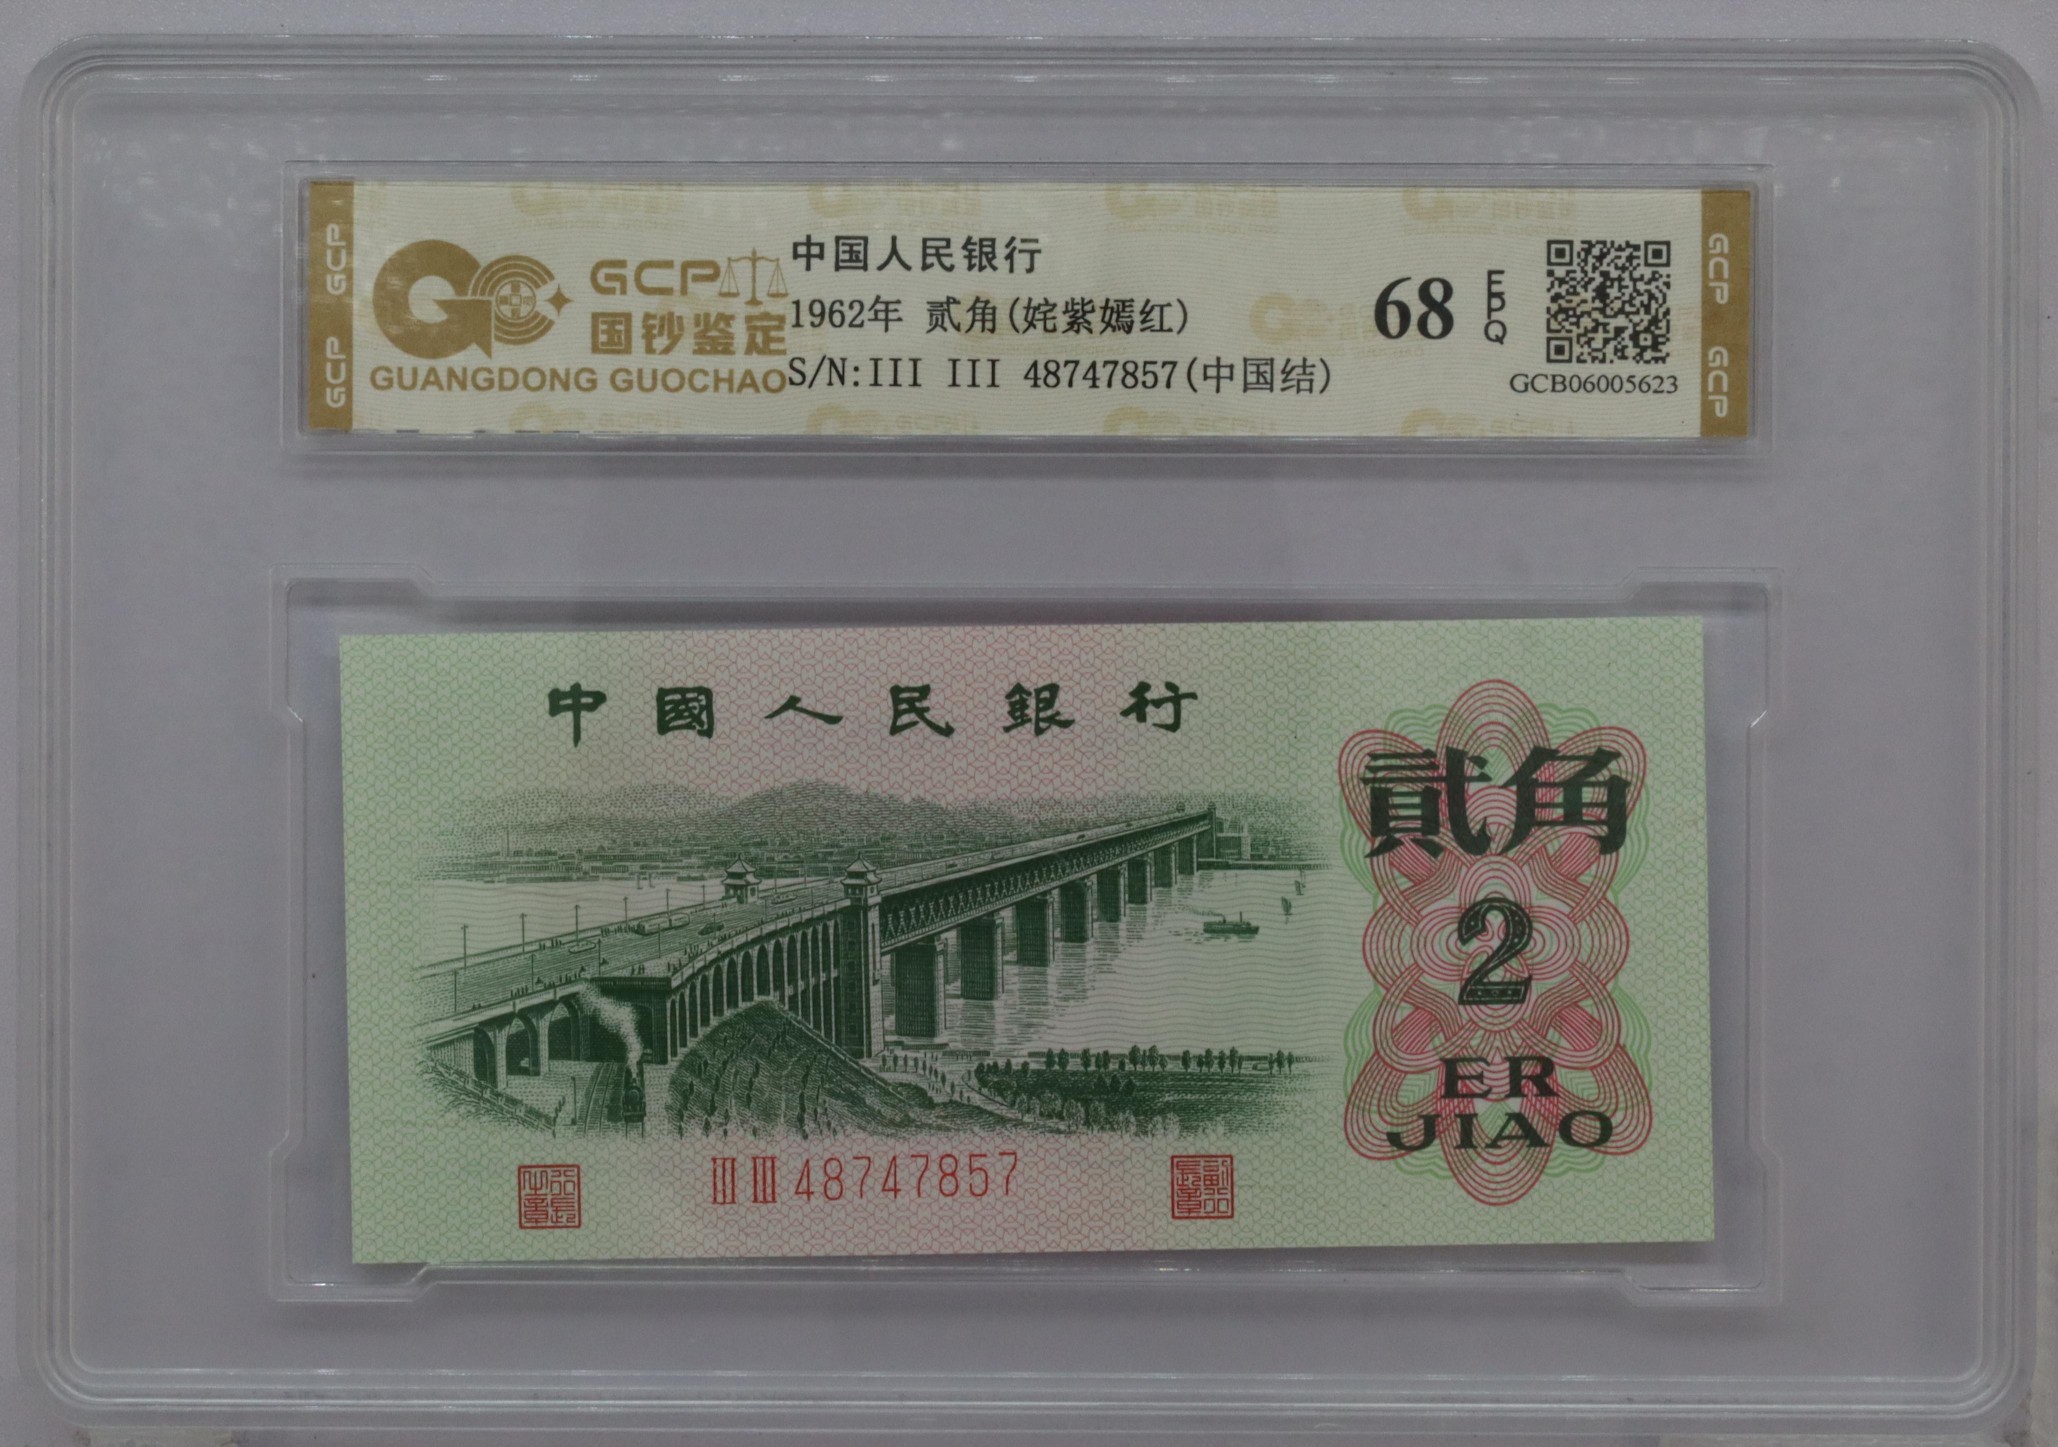 GCP
GCP
GCP
国钞鉴定
GUANGDONG GUOCHAO
中国人民银行
1962年 贰角(姹紫嫣红)
S/N:III III 48747857(中国结)
68
EPQ
GCB06005623
GCP
GCP
中國人民銀行
貳角
2
ER
JIAO
III III 48747857